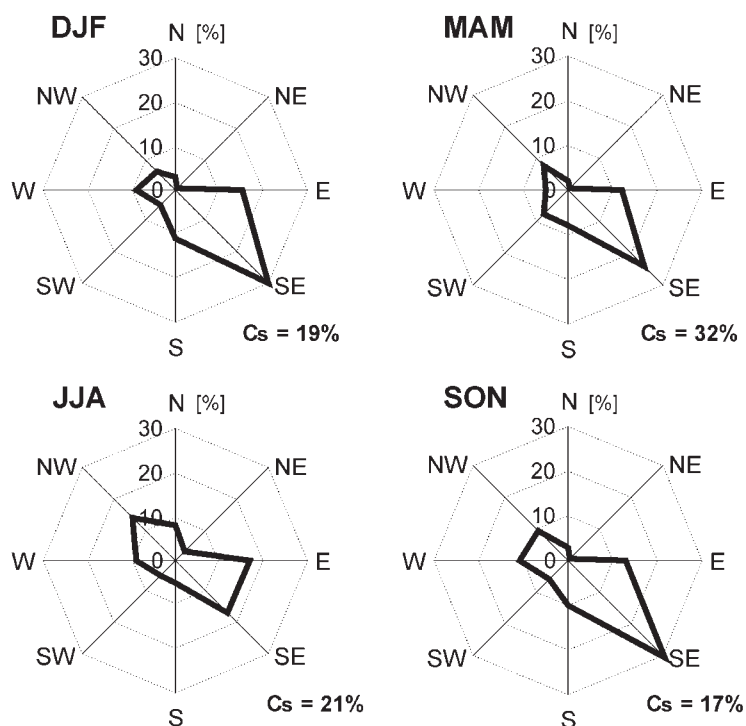 DJF
N [%]
30
NW
NE
20
10
W
0
E
SW
SE
S
Cs = 19%
MAM
N [%]
30
NW
NE
20
10
W
0
E
SW
SE
S
Cs = 32%
JJA
N [%]
30
NW
NE
20
10
W
0
E
SW
SE
S
Cs = 21%
SON
N [%]
30
NW
NE
20
10
W
0
E
SW
SE
S
Cs = 17%